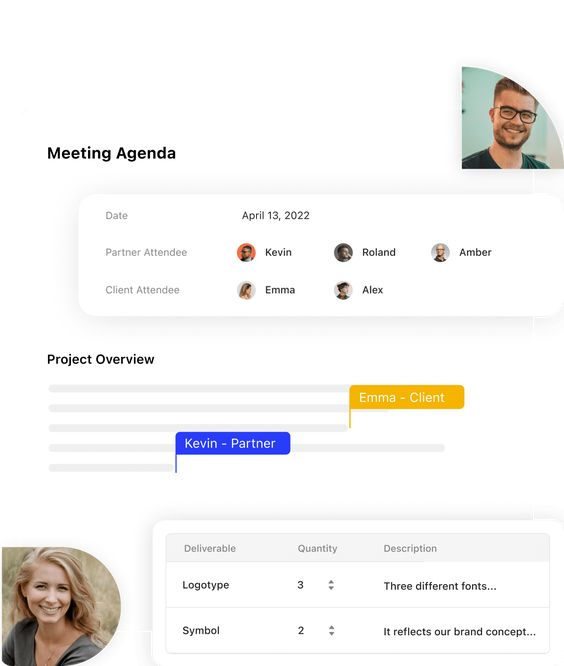 Meeting Agenda
Date April 13, 2022
Partner Attendee Kevin Roland Amber
Client Attendee Emma Alex
Project Overview
Emma - Client
Kevin - Partner
Deliverable Quantity Description
Logotype 3 Three different fonts...
Symbol 2 It reflects our brand concept...